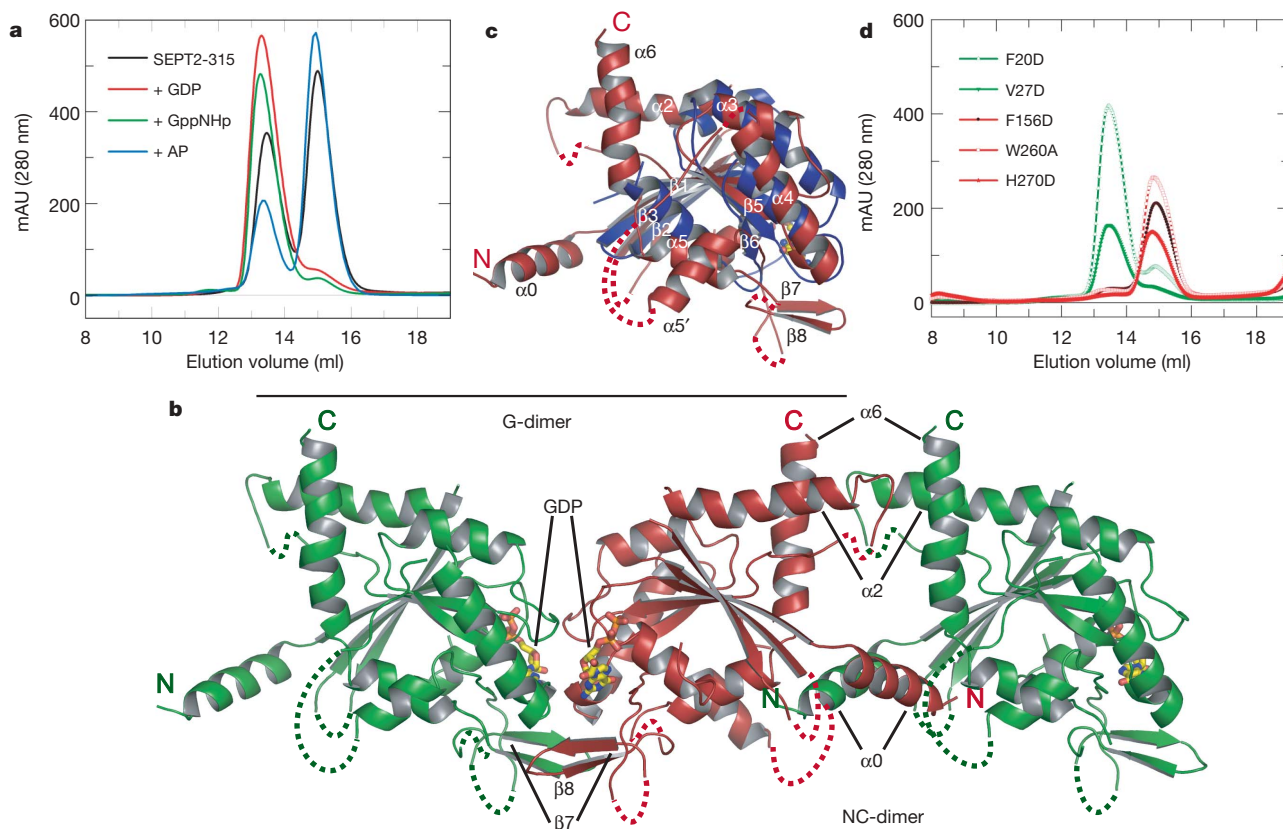 a
600
400
200
0
mAU (280 nm)
8 10 12 14 16 18
Elution volume (ml)
SEPT2-315
+ GDP
+ GppNHp
+ AP
c
C
α6
α2
α3
β1
β3
β2
α5
β5
α4
β6
N
α0
α5′
β7
β8
d
600
400
200
0
mAU (280 nm)
8 10 12 14 16 18
Elution volume (ml)
F20D
V27D
F156D
W260A
H270D
b
G-dimer
C
C
α6
C
GDP
α2
N
N
N
α0
β8
β7
NC-dimer